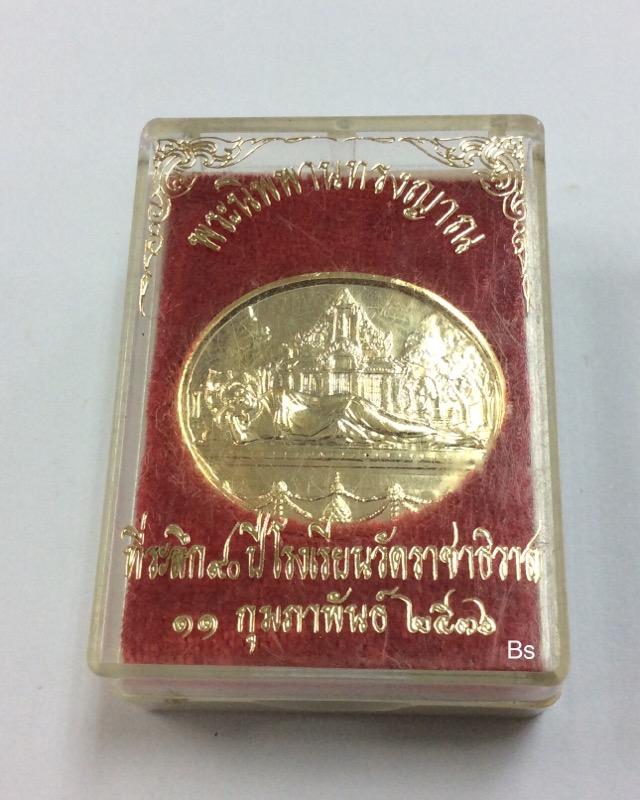 พระนิพพานทรงญาณ
ที่ระลึก ๙๐ ปี โรงเรียนวัดราชาธิวาส
๑๑ กุมภาพันธ์ ๒๕๓๖
Bs